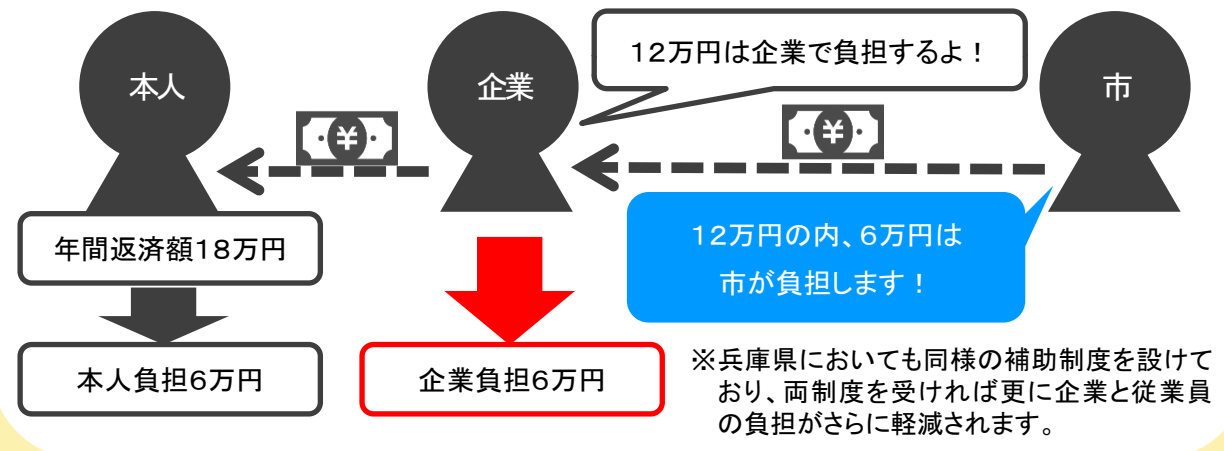 12万円は企業で負担するよ！
本人
企業
市
¥
¥
年間返済額18万円
12万円の内、6万円は
市が負担します！
本人負担6万円
企業負担6万円
※兵庫県においても同様の補助制度を設けて
おり、両制度を受ければ更に企業と従業員
の負担がさらに軽減されます。